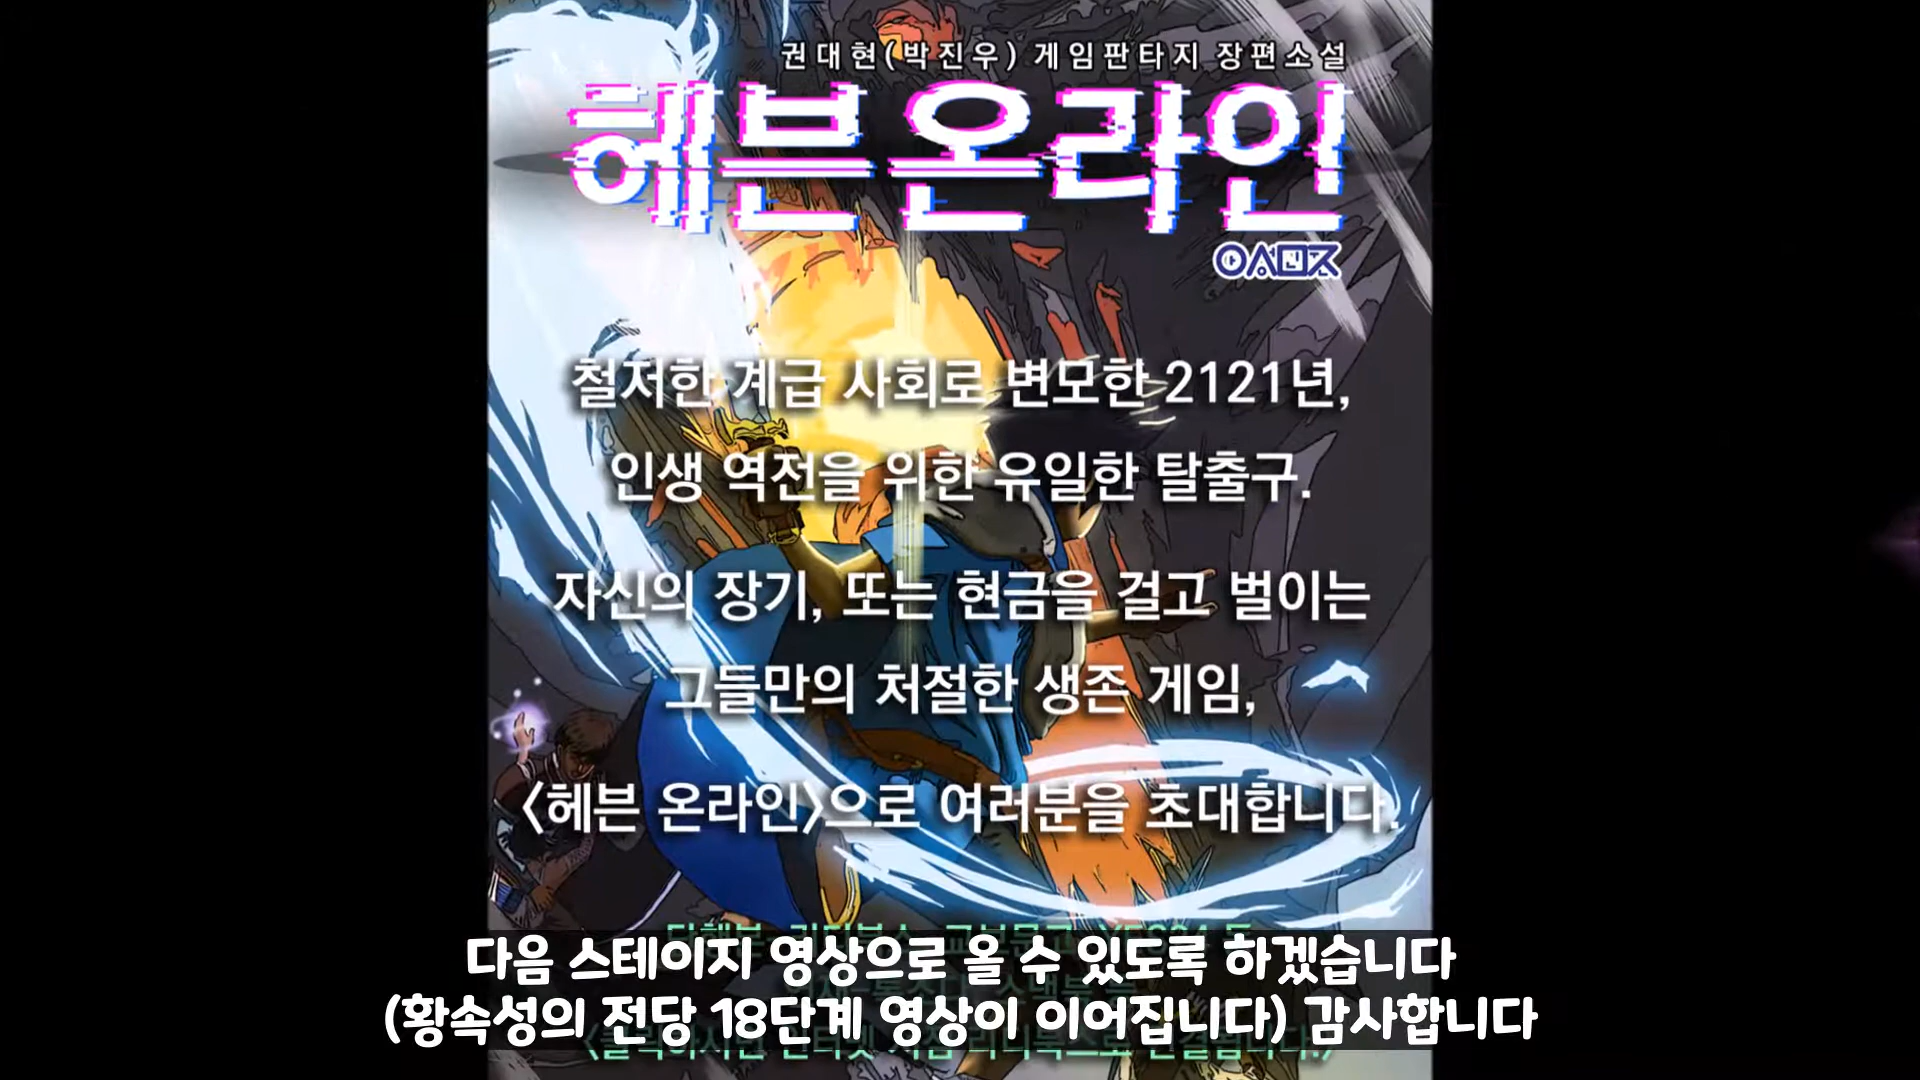 권대현(박진우) 게임판타지 장편소설
헤븐온라인
철저한 계급 사회로 변모한 2121년,
인생 역전을 위한 유일한 탈출구.
자신의 장기, 또는 현금을 걸고 벌이는
그들만의 처절한 생존 게임,
<헤븐 온라인>으로 여러분을 초대합니다.
다음 스테이지 영상으로 올 수 있도록 하겠습니다
(황속성의 전당 18단계 영상이 이어집니다) 감사합니다